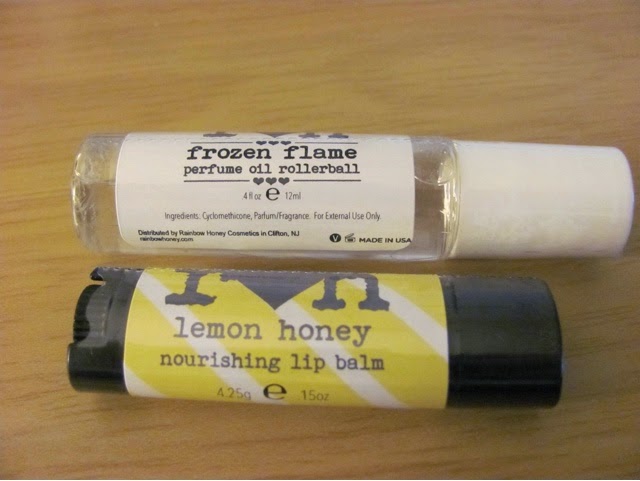 r♥h
frozen flame
perfume oil rollerball
.4 fl oz e 12ml
Ingredients: Cyclomethicone, Parfum/Fragrance. For External Use Only.
Distributed by Rainbow Honey Cosmetics in Clifton, NJ
rainbowhoney.com
V MADE IN USA
r♥h
lemon honey
nourishing lip balm
4.25g e .15oz